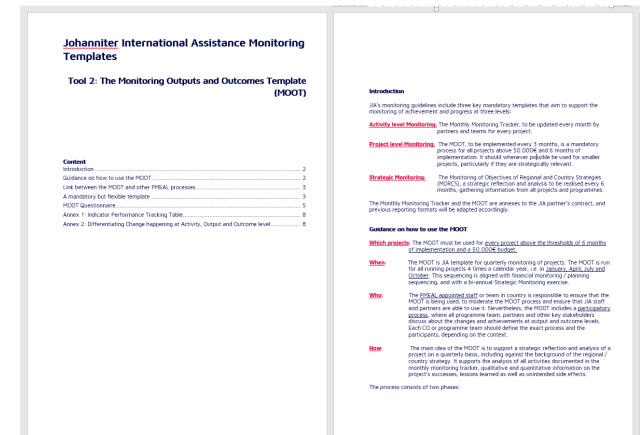 Johanniter International Assistance Monitoring
Templates
Tool 2: The Monitoring Outputs and Outcomes Template
(MOOT)
Content
Introduction 2
Guidance on how to use the MOOT 2
Link between the MOOT and other PMEAL processes 3
A mandatory but flexible template 3
MOOT Questionnaire 5
Annex 1: Indicator Performance Tracking Table 8
Annex 2: Differentiating Change happening at Activity, Output and Outcome level 8
Introduction
JIA's monitoring guidelines include three key mandatory templates that aim to support the
monitoring of achievement and progress at three levels:
Activity level Monitoring: The Monthly Monitoring Tracker, to be updated every month by
partners and teams for every project.
Project level Monitoring: The MOOT, to be implemented every 3 months, is a mandatory
process for all projects above 50.000€ and 6 months of
implementation. It should whenever possible be used for smaller
projects, particularly if they are strategically relevant.
Strategic Monitoring: The Monitoring of Objectives of Regional and Country Strategies
(MORCS), a strategic reflection and analysis to be realised every 6
months, gathering information from all projects and programmes.
The Monthly Monitoring Tracker and the MOOT are annexes to the JIA partner's contract, and
previous reporting formats will be adapted accordingly.
Guidance on how to use the MOOT
Which projects: The MOOT must be used for every project above the thresholds of 6 months
of implementation and a 50.000€ budget.
When: The MOOT is JIA template for quarterly monitoring of projects. The MOOT is run
for all running projects 4 times a calendar year, i.e. in January, April, July and
October. This sequencing is aligned with financial monitoring / planning
sequencing, and with a bi-annual Strategic Monitoring exercise.
Who: The PMEAL appointed staff or team in country is responsible to ensure that the
MOOT is being used, to moderate the MOOT process and ensure that JIA staff
and partners are able to use it. Nevertheless, the MOOT includes a participatory
process, where all programme team, partners and other key stakeholders
discuss about the changes and achievements at output and outcome levels.
Each CO or programme team should define the exact process and the
participants, depending on the context.
How: The main idea of the MOOT is to support a strategic reflection and analysis of a
project on a quarterly basis, including against the background of the regional /
country strategy. It supports the analysis of all activities documented in the
monthly monitoring tracker, qualitative and quantitative information on the
project's successes, lessons learned as well as unintended side effects.
The process consists of two phases: